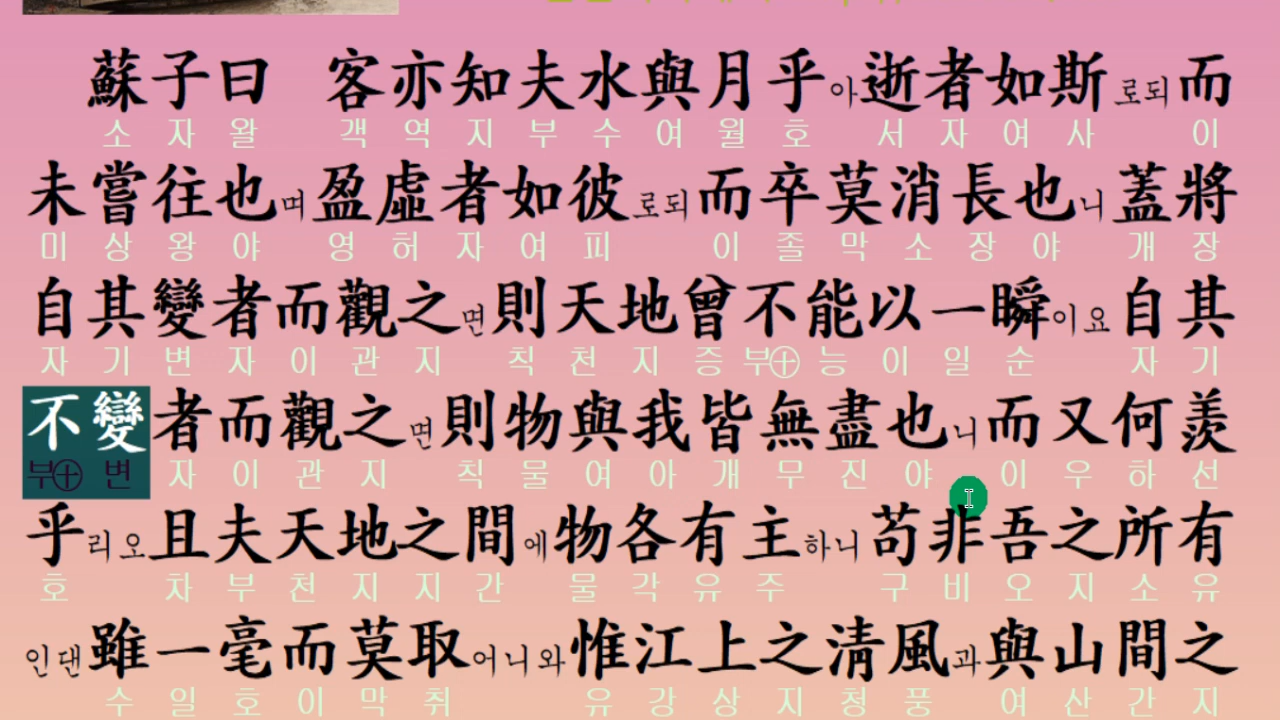 蘇子曰 客亦知夫水與月乎아逝者如斯로되而
소 자 왈 객 역 지 부 수 여 월 호 서 자 여 사 이
未嘗往也며盈虛者如彼로되而卒莫消長也니蓋將
미 상 왕 야 영 허 자 여 피 이 졸 막 소 장 야 개 장
自其變者而觀之면則天地曾不能以一瞬이요自其
자 기 변 자 이 관 지 칙 천 지 증 부㊉ 능 이 일 순 자 기
不變者而觀之면則物與我皆無盡也니而又何羨
부㊉ 변 자 이 관 지 칙 물 여 아 개 무 진 야 이 우 하 선
乎리오且夫天地之間에物各有主하니苟非吾之所有
호 차 부 천 지 지 간 물 각 유 주 구 비 오 지 소 유
인댄雖一毫而莫取어니와惟江上之清風과與山間之
수 일 호 이 막 취 유 강 상 지 청 풍 여 산 간 지